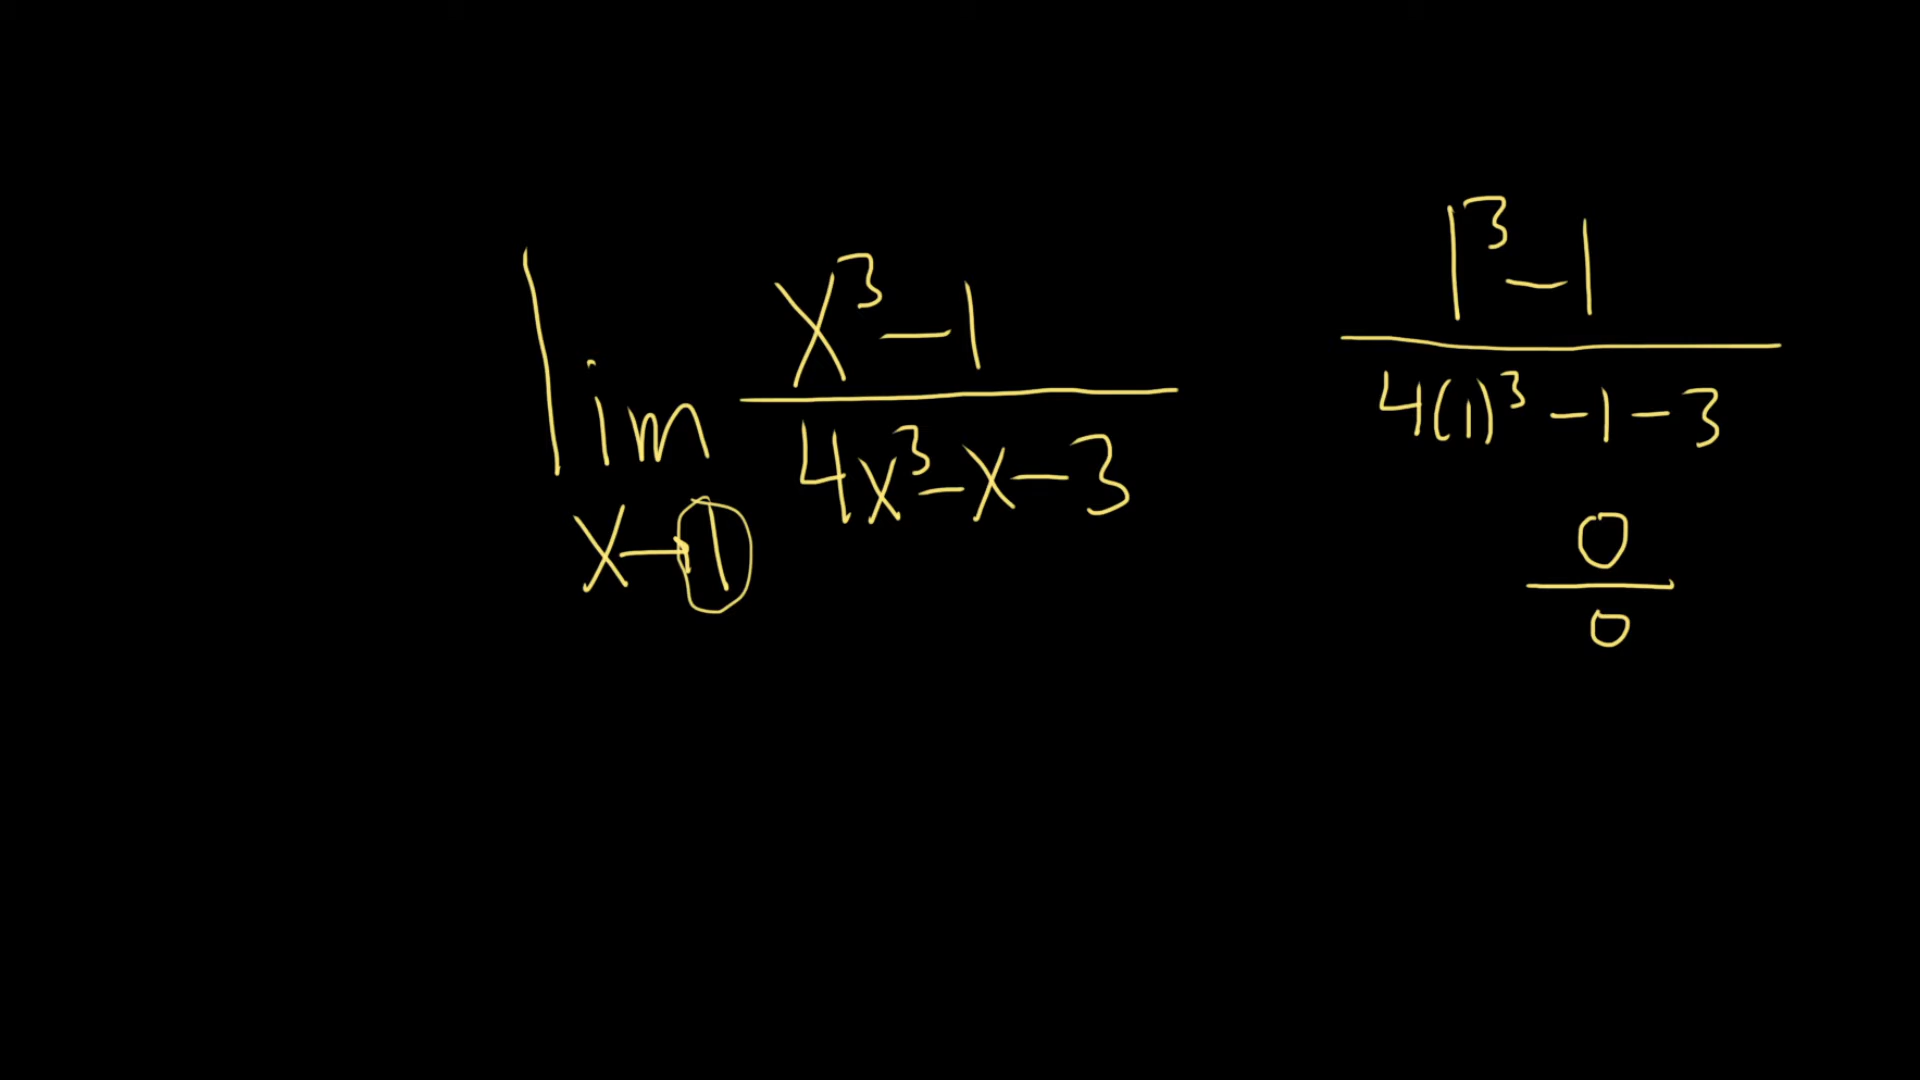 lim x³ - 1 / 4x³ - x - 3
x → 1
1³ - 1 / 4(1)³ - 1 - 3
0 / 0